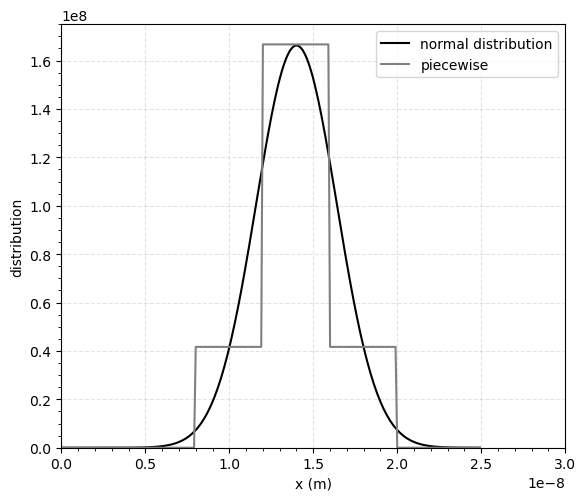 1e8
normal distribution
piecewise
1.6
1.4
1.2
1.0
0.8
0.6
0.4
0.2
0.0
distribution
0.0 0.5 1.0 1.5 2.0 2.5 3.0
x (m)
1e−8